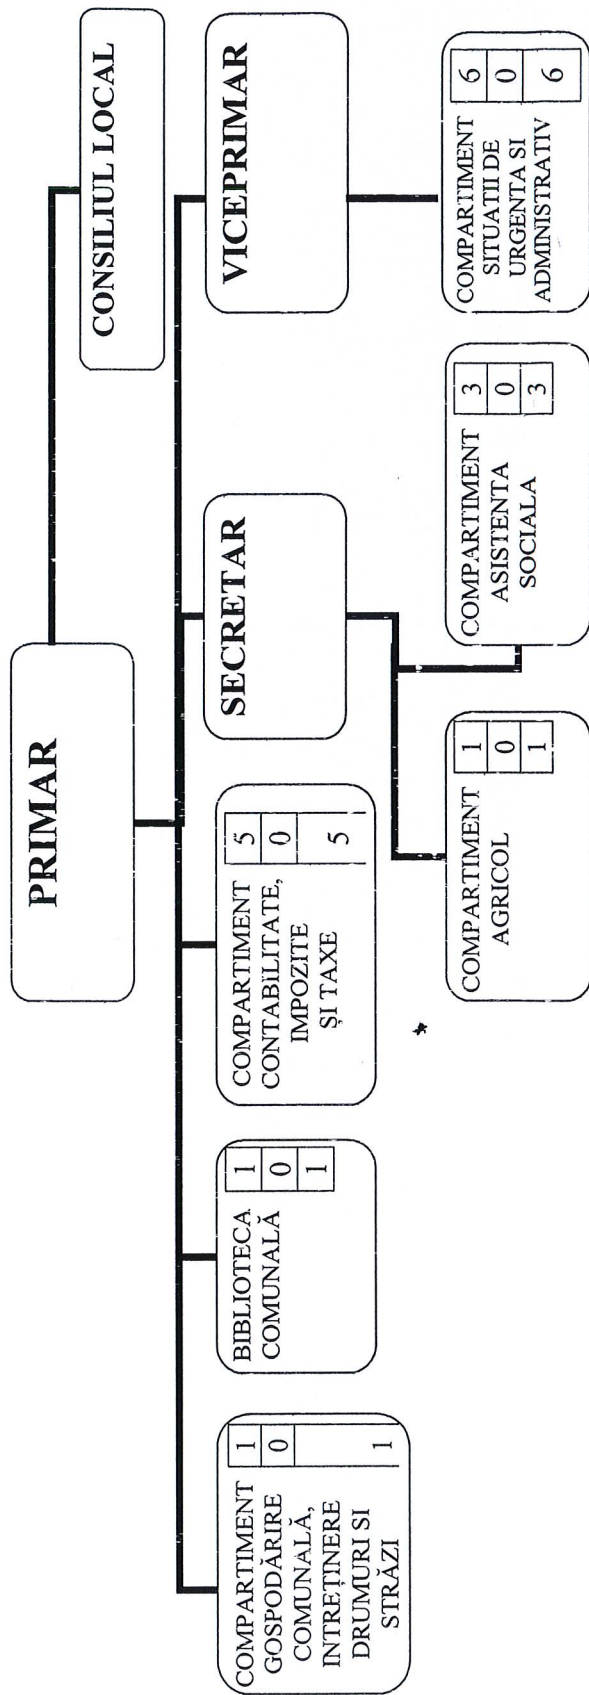 PRIMAR
CONSILIUL LOCAL
SECRETAR
VICEPRIMAR
COMPARTIMENT
GOSPODĂRIRE
COMUNALĂ,
INTREȚINERE
DRUMURI SI
STRĂZI
1
0
1
BIBLIOTECA
COMUNALĂ
1
0
1
COMPARTIMENT
CONTABILITATE,
IMPOZITE
ȘI TAXE
5
0
5
COMPARTIMENT
AGRICOL
1
0
1
COMPARTIMENT
ASISTENTA
SOCIALA
3
0
3
COMPARTIMENT
SITUATII DE
URGENTA SI
ADMINISTRATIV
6
0
6